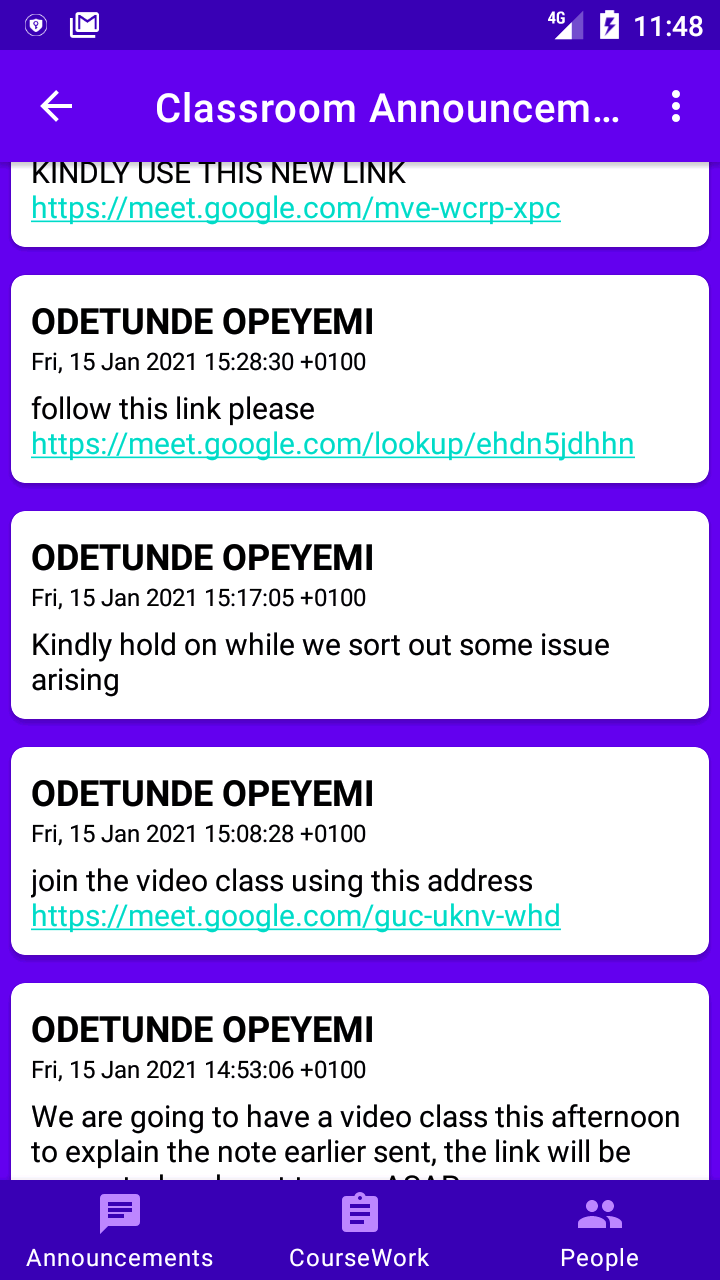 4G 11:48
Classroom Announcem...
KINDLY USE THIS NEW LINK
https://meet.google.com/mve-wcrp-xpc
ODETUNDE OPEYEMI
Fri, 15 Jan 2021 15:28:30 +0100
follow this link please
https://meet.google.com/lookup/ehdn5jdhhn
ODETUNDE OPEYEMI
Fri, 15 Jan 2021 15:17:05 +0100
Kindly hold on while we sort out some issue
arising
ODETUNDE OPEYEMI
Fri, 15 Jan 2021 15:08:28 +0100
join the video class using this address
https://meet.google.com/guc-uknv-whd
ODETUNDE OPEYEMI
Fri, 15 Jan 2021 14:53:06 +0100
We are going to have a video class this afternoon
to explain the note earlier sent, the link will be
Announcements CourseWork People